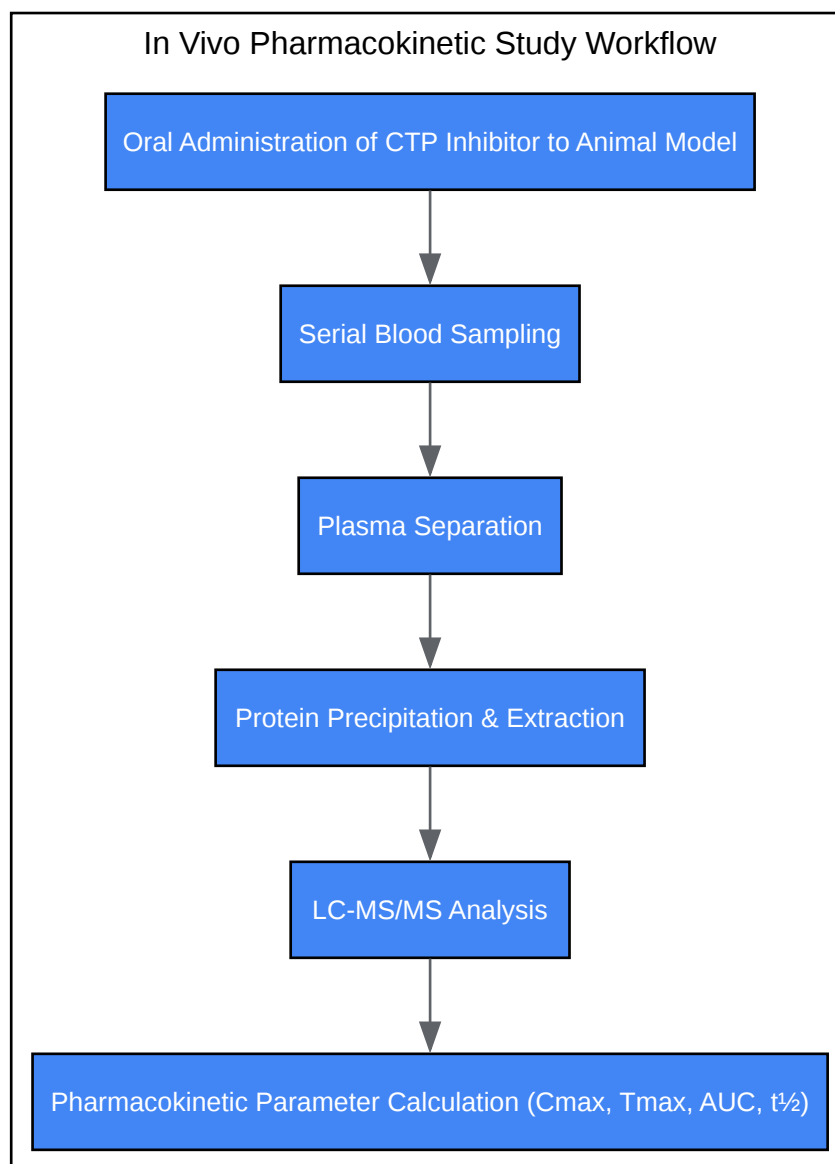 In Vivo Pharmacokinetic Study Workflow
Oral Administration of CTP Inhibitor to Animal Model
Serial Blood Sampling
Plasma Separation
Protein Precipitation & Extraction
LC-MS/MS Analysis
Pharmacokinetic Parameter Calculation (Cmax, Tmax, AUC, t½)